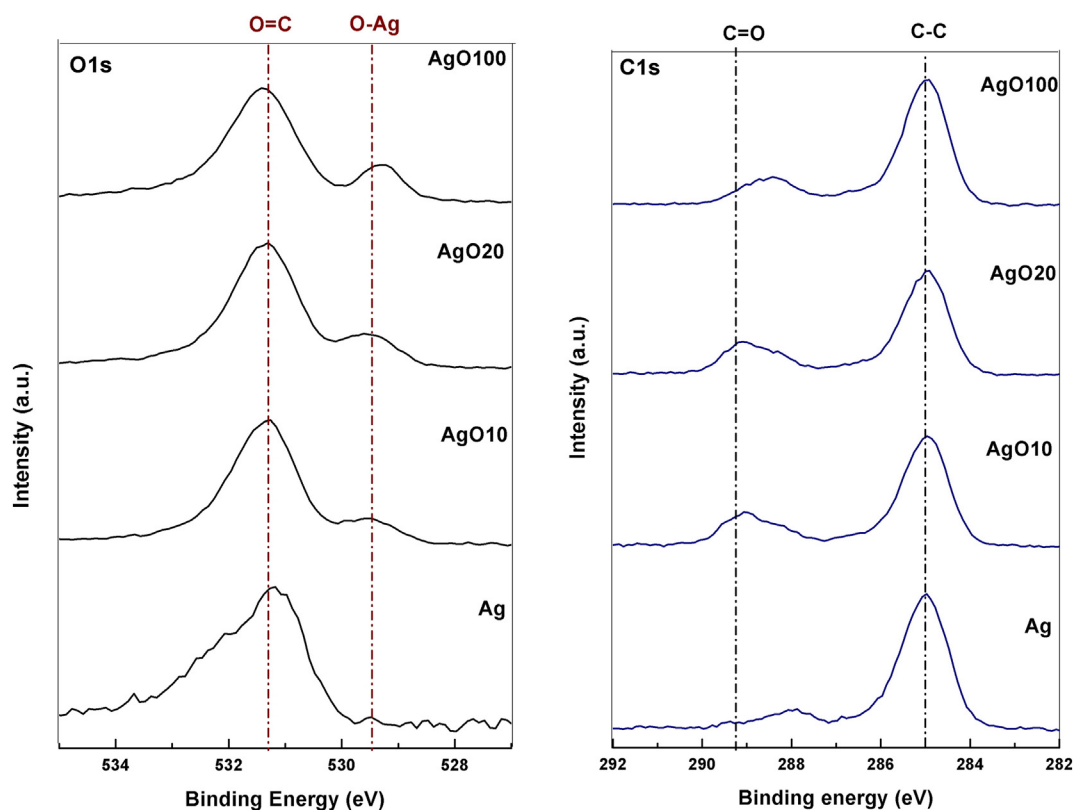 O=C O-Ag
O1s
AgO100
AgO20
AgO10
Ag
Intensity (a.u.)
534 532 530 528
Binding Energy (eV)
C=O C-C
C1s
AgO100
AgO20
AgO10
Ag
Intensity (a.u.)
292 290 288 286 284 282
Binding energy (eV)